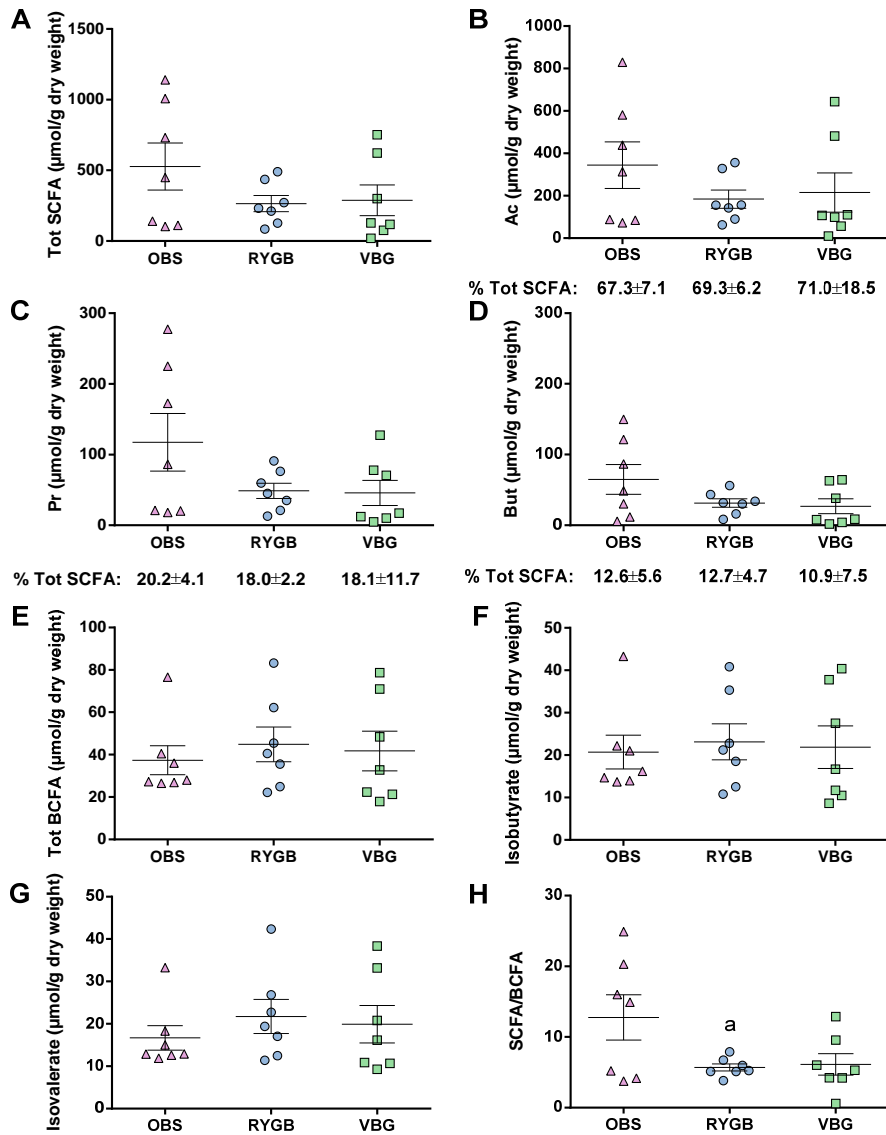 A
B
Tot SCFA (µmol/g dry weight)
1500
1000
500
0
OBS RYGB VBG
Ac (µmol/g dry weight)
1000
800
600
400
200
0
OBS RYGB VBG
% Tot SCFA: 67.3±7.1 69.3±6.2 71.0±18.5
C
D
Pr (µmol/g dry weight)
300
200
100
0
OBS RYGB VBG
% Tot SCFA: 20.2±4.1 18.0±2.2 18.1±11.7
But (µmol/g dry weight)
300
200
100
0
OBS RYGB VBG
% Tot SCFA: 12.6±5.6 12.7±4.7 10.9±7.5
E
F
Tot BCFA (µmol/g dry weight)
100
80
60
40
20
0
OBS RYGB VBG
Isobutyrate (µmol/g dry weight)
50
40
30
20
10
0
OBS RYGB VBG
G
H
Isovalerate (µmol/g dry weight)
50
40
30
20
10
0
OBS RYGB VBG
SCFA/BCFA
30
20
10
0
a
OBS RYGB VBG